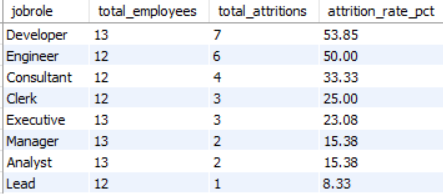 jobrole total_employees total_attritions attrition_rate_pct
Developer 13 7 53.85
Engineer 12 6 50.00
Consultant 12 4 33.33
Clerk 12 3 25.00
Executive 13 3 23.08
Manager 13 2 15.38
Analyst 13 2 15.38
Lead 12 1 8.33